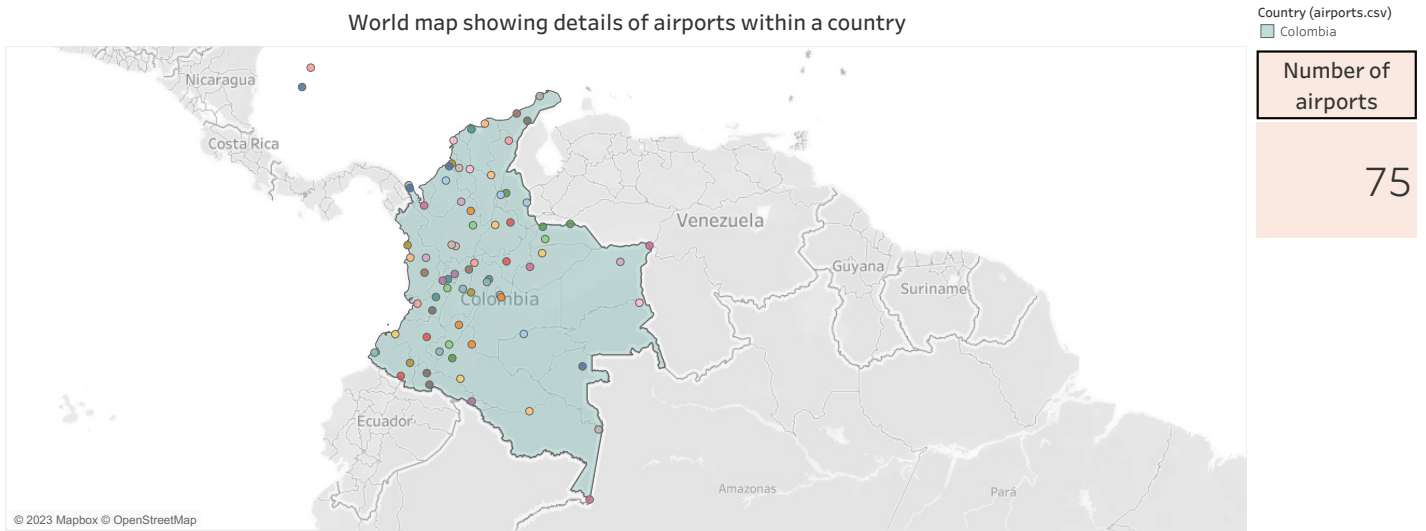 World map showing details of airports within a country
Country (airports.csv)
Colombia
Number of
airports
75
Nicaragua
Costa Rica
Venezuela
Guyana
Suriname
Colombia
Ecuador
Amazonas
Pará
© 2023 Mapbox © OpenStreetMap